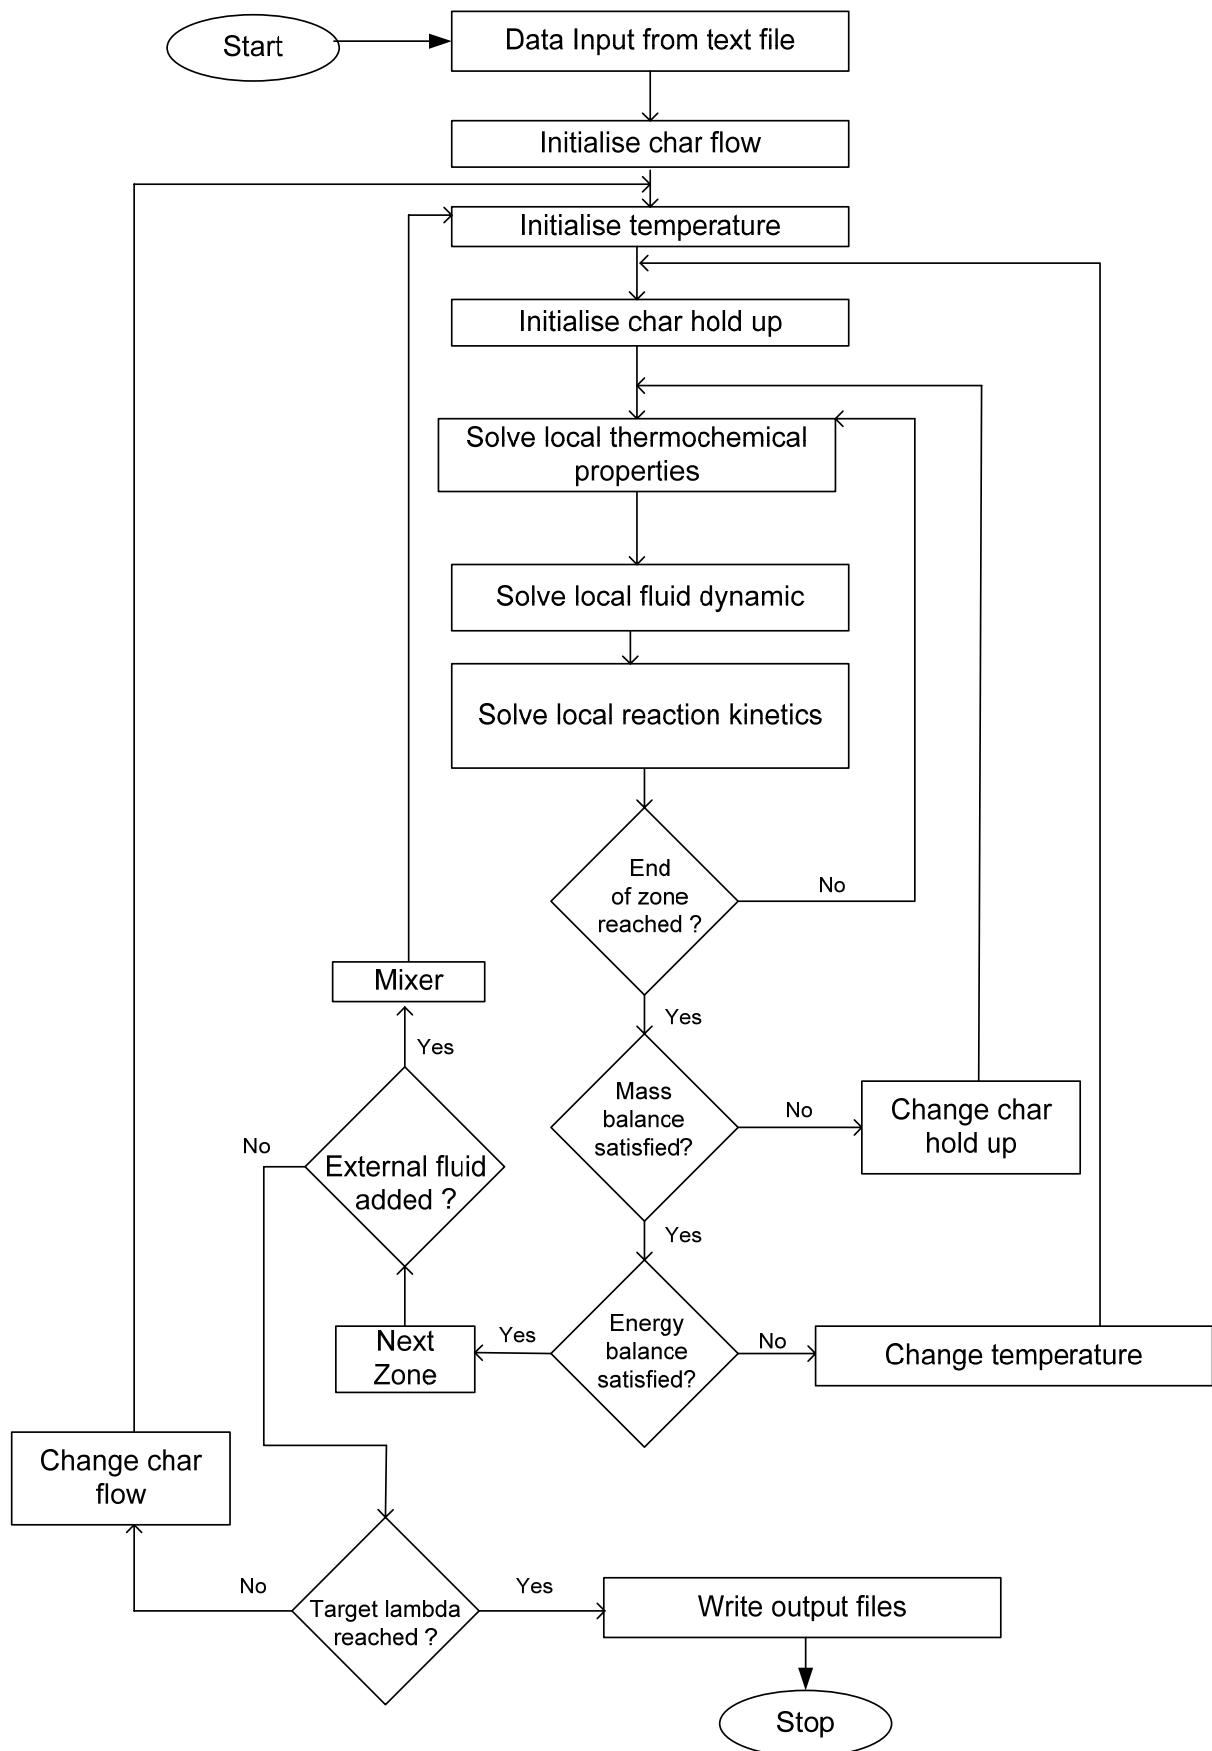 Start
Data Input from text file
Initialise char flow
Initialise temperature
Initialise char hold up
Solve local thermochemical
properties
Solve local fluid dynamic
Solve local reaction kinetics
End
of zone
reached ?
No
Yes
Mixer
Yes
Mass
balance
satisfied?
No
Change char
hold up
No
External fluid
added ?
Yes
Energy
balance
satisfied?
Yes
No
Next
Zone
Change temperature
Change char
flow
No
Target lambda
reached ?
Yes
Write output files
Stop